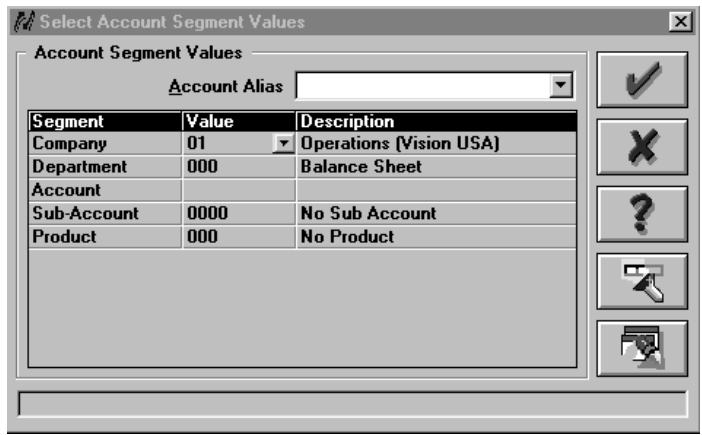 Select Account Segment Values
Account Segment Values
Account Alias
Segment Value Description
Company 01 Operations (Vision USA)
Department 000 Balance Sheet
Account
Sub-Account 0000 No Sub Account
Product 000 No Product